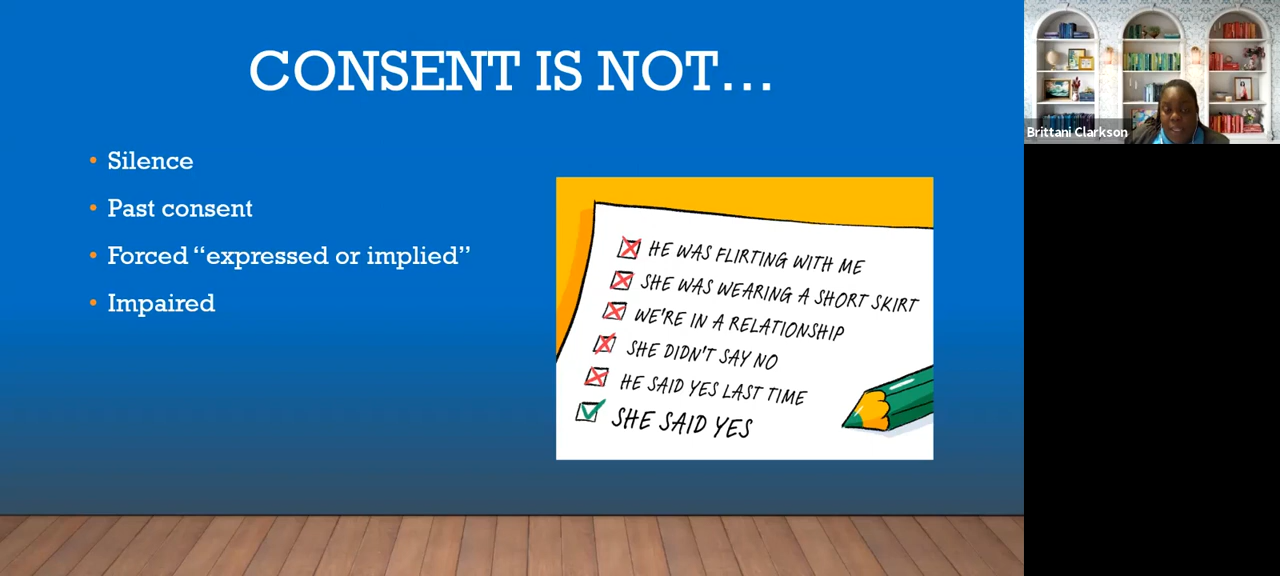 CONSENT IS NOT...
Silence
Past consent
Forced “expressed or implied”
Impaired
HE WAS FLIRTING WITH ME
SHE WAS WEARING A SHORT SKIRT
WE'RE IN A RELATIONSHIP
SHE DIDN'T SAY NO
HE SAID YES LAST TIME
SHE SAID YES
Brittani Clarkson